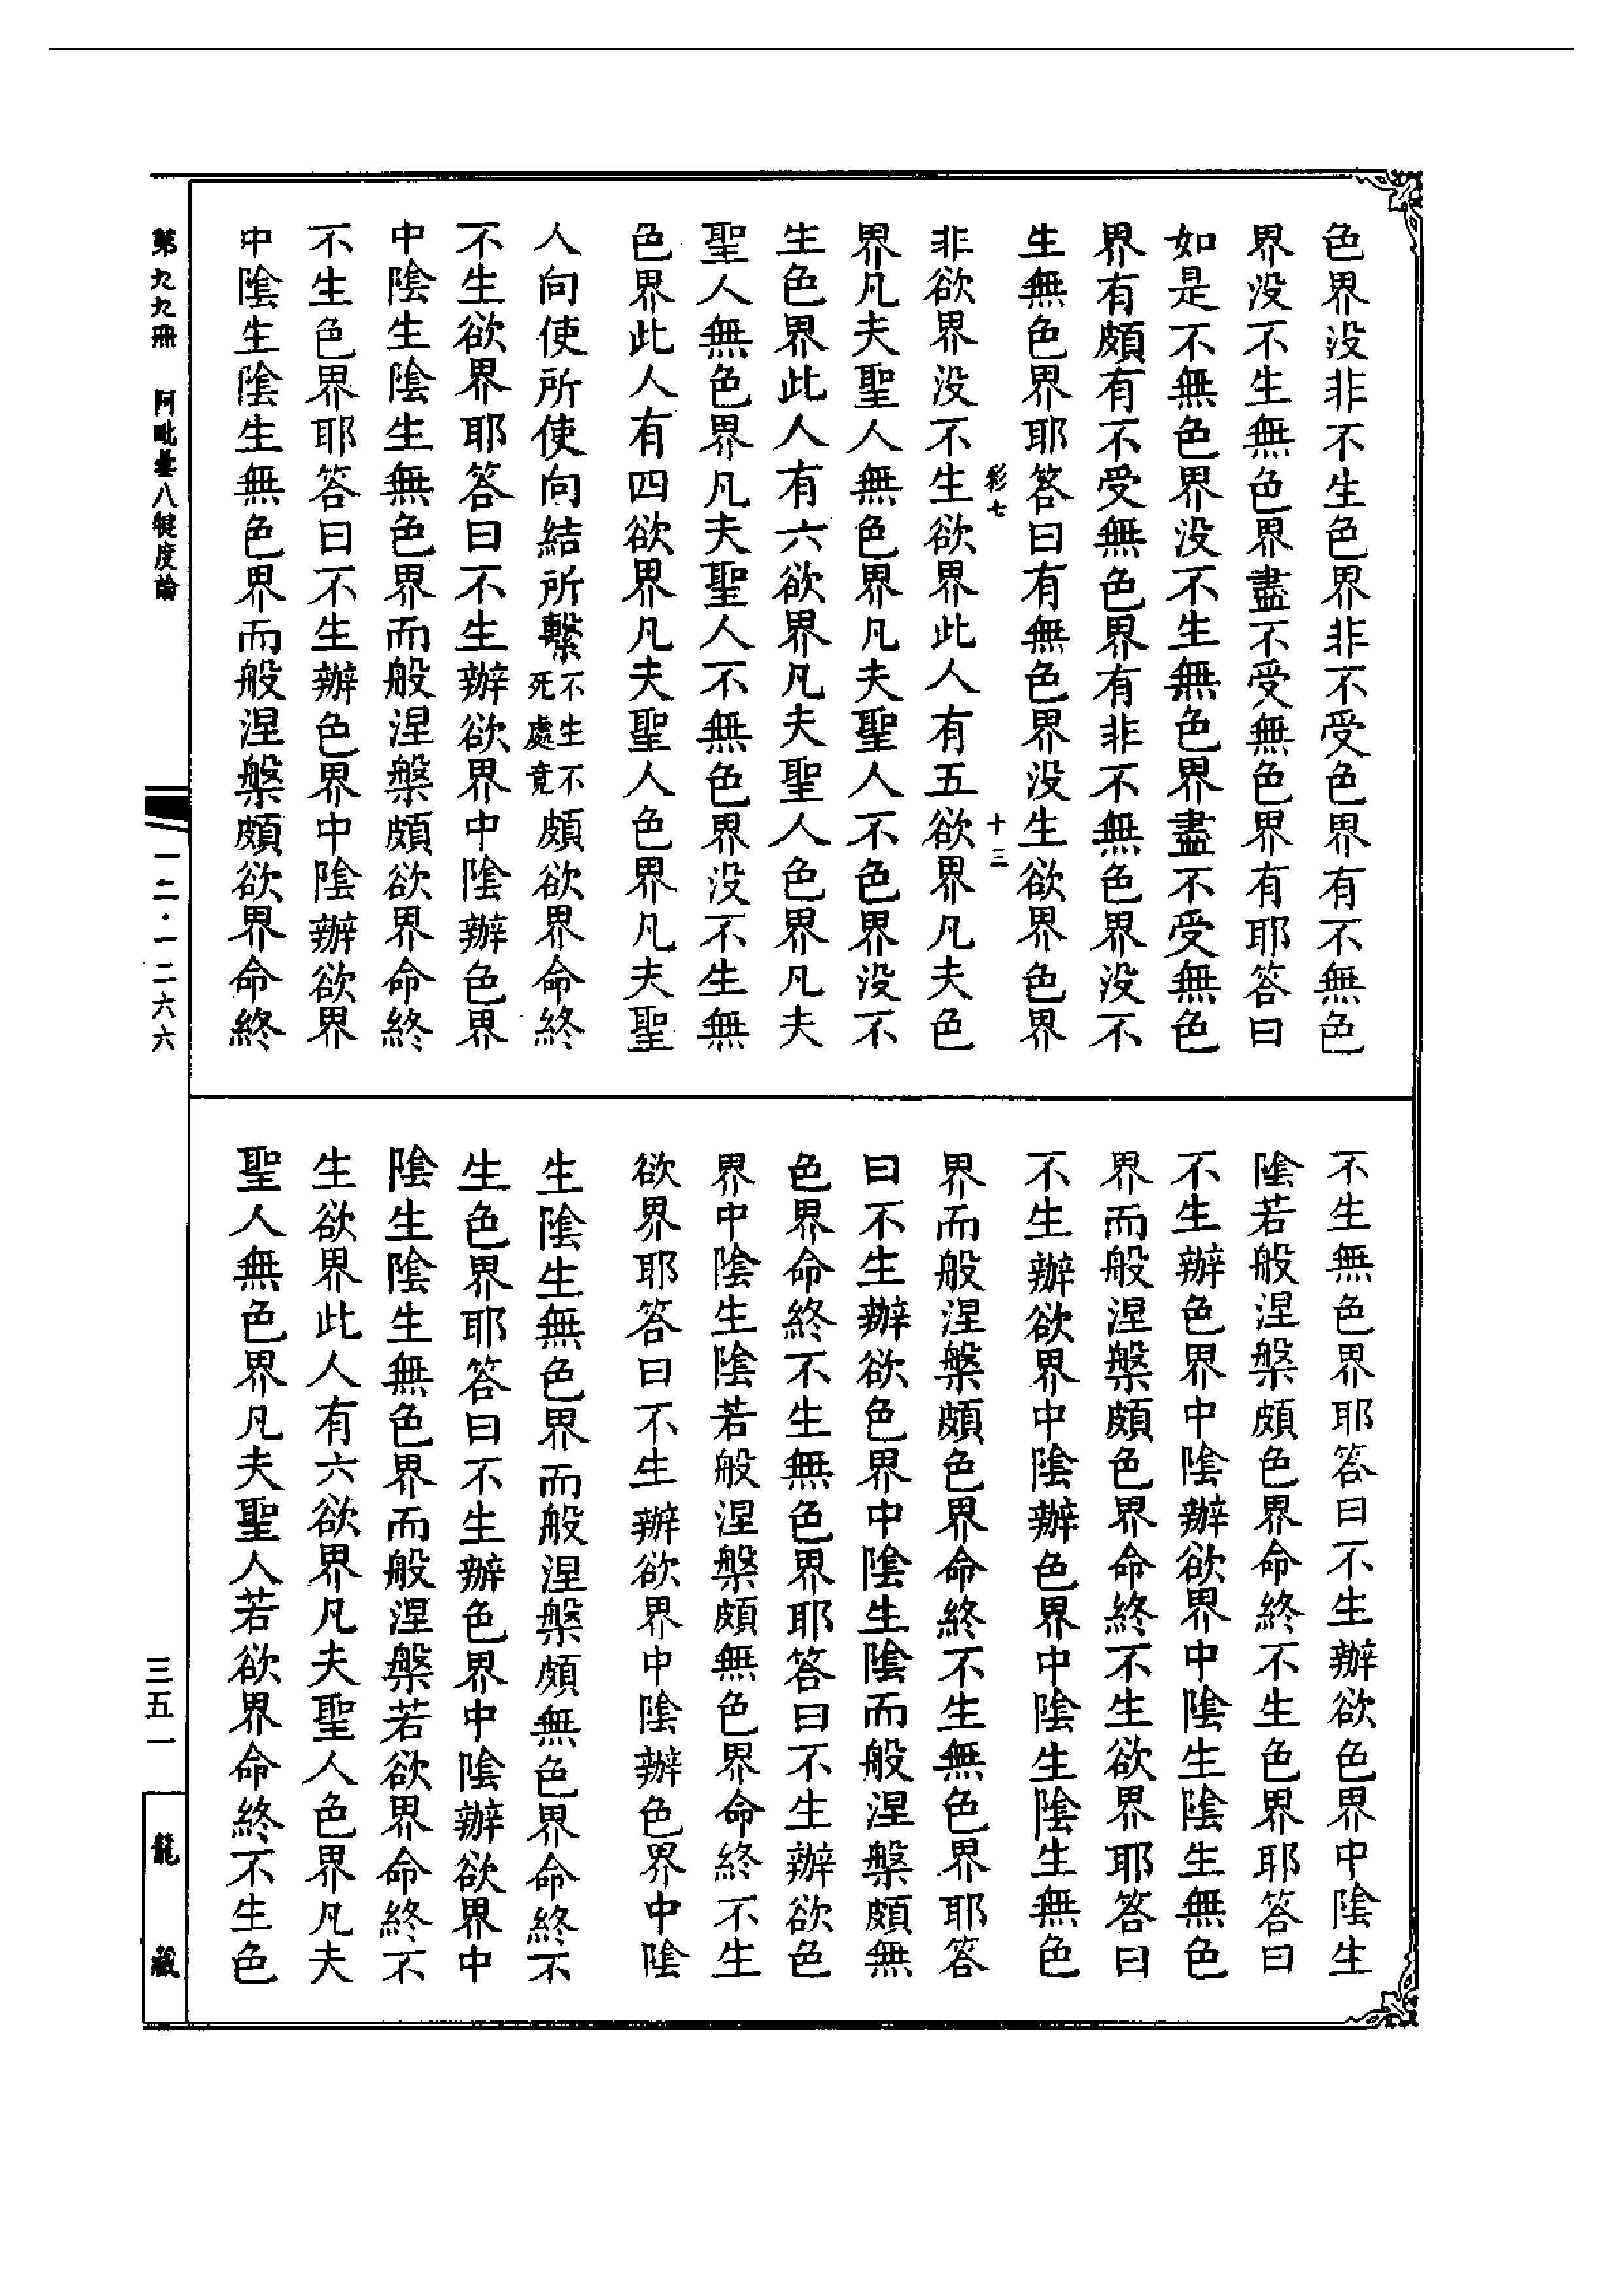 色界没非不生色界非不受色界有不無色
界没不生無色界盡不受無色界有耶答曰
如是不無色界没不生無色界盡不受無色
界有頗有不受無色界有非不無色界没不
生無色界耶答曰有無色界没生欲界色界
彩七 十三
非欲界没不生欲界此人有五欲界凡夫色
界凡夫聖人無色界凡夫聖人不色界没不
生色界此人有六欲界凡夫聖人色界凡夫
聖人無色界凡夫聖人不無色界没不生無
色界此人有四欲界凡夫聖人色界凡夫聖
人向使所使向結所繫不生不死處竟頗欲界命終
不生欲界耶答曰不生辦欲界中陰辦色界
中陰生陰生無色界而般涅槃頗欲界命終
不生色界耶答曰不生辦色界中陰辦欲界
中陰生陰生無色界而般涅槃頗欲界命終
不生無色界耶答曰不生辦欲色界中陰生
陰若般涅槃頗色界命終不生色界耶答曰
不生辦色界中陰辦欲界中陰生陰生無色
界而般涅槃頗色界命終不生欲界耶答曰
不生辦欲界中陰辦色界中陰生陰生無色
界而般涅槃頗色界命終不生無色界耶答
曰不生辦欲色界中陰生陰而般涅槃頗無
色界命終不生無色界耶答曰不生辦欲色
界中陰生陰若般涅槃頗無色界命終不生
欲界耶答曰不生辦欲界中陰辦色界中陰
生陰生無色界而般涅槃頗無色界命終不
生色界耶答曰不生辦色界中陰辦欲界中
陰生陰生無色界而般涅槃若欲界命終不
生欲界此人有六欲界凡夫聖人色界凡夫
聖人無色界凡夫聖人若欲界命終不生色
第九九冊 阿毗曇八犍度論
一二·一二六六
三五一
龍藏